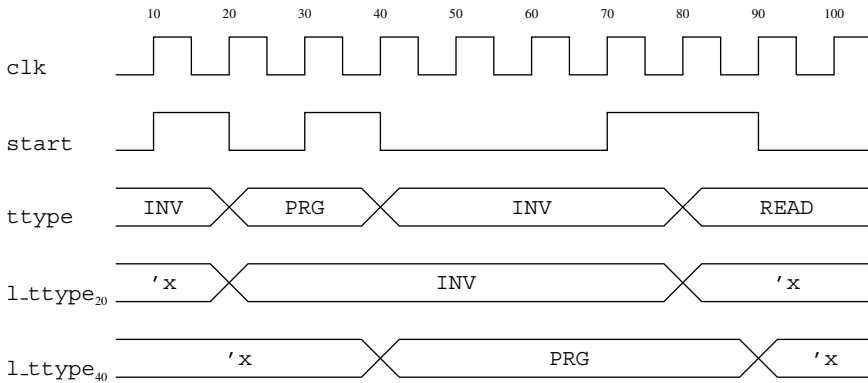 10 20 30 40 50 60 70 80 90 100
clk
start
ttype INV PRG INV READ
l_ttype20 'x INV 'x
l_ttype40 'x PRG 'x